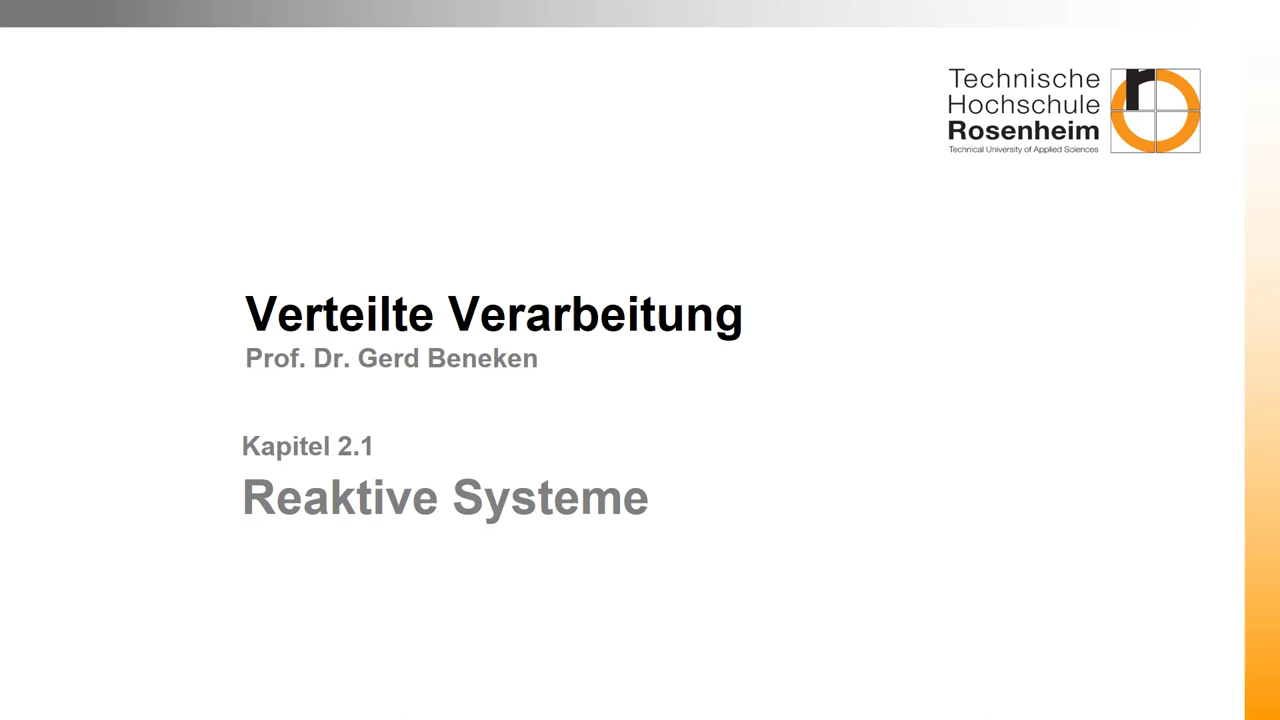 Technische
Hochschule
Rosenheim
Technical University of Applied Sciences
Verteilte Verarbeitung
Prof. Dr. Gerd Beneken
Kapitel 2.1
Reaktive Systeme